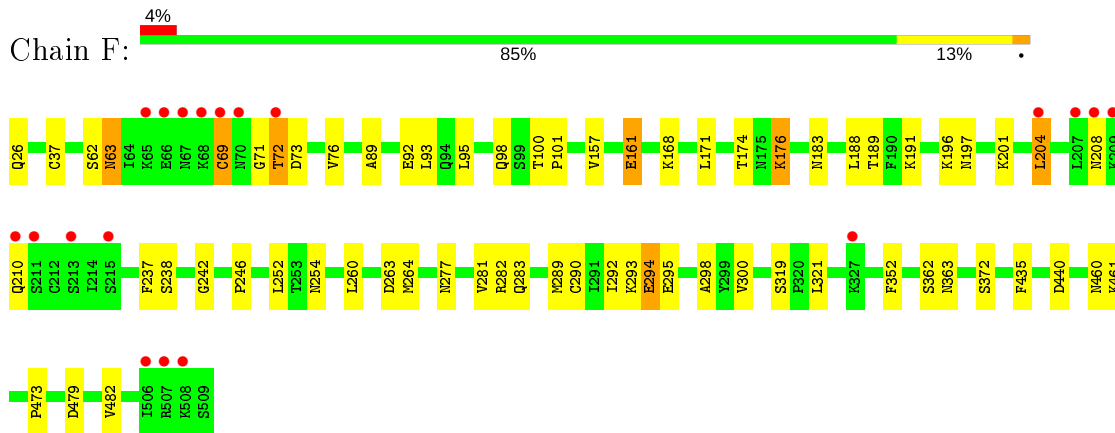 4%
Chain F:
85%
13%
•
Q26 G37 S62 N63 I64 K65 E66 N67 K68 C69 N70 G71 T72 D73 V76 A89 E92 L93 Q94 L95 Q98 S99 T100 P101 V157 E161 K168 L171 T174 N175 K176 N183 L188 T189 F190 K191 K196 N197 K201 L204 L207 N208 K209
Q210 S211 C212 S213 I214 S215 F237 S238 G242 P246 L252 T253 N254 L260 D263 M264 N277 V281 R282 Q283 M289 C290 I291 I292 K293 E294 E295 A298 Y299 V300 S319 P320 L321 K327 F352 S362 N363 S372 F435 D440 N460 K461
P473 D479 V482 I506 R507 K508 S509